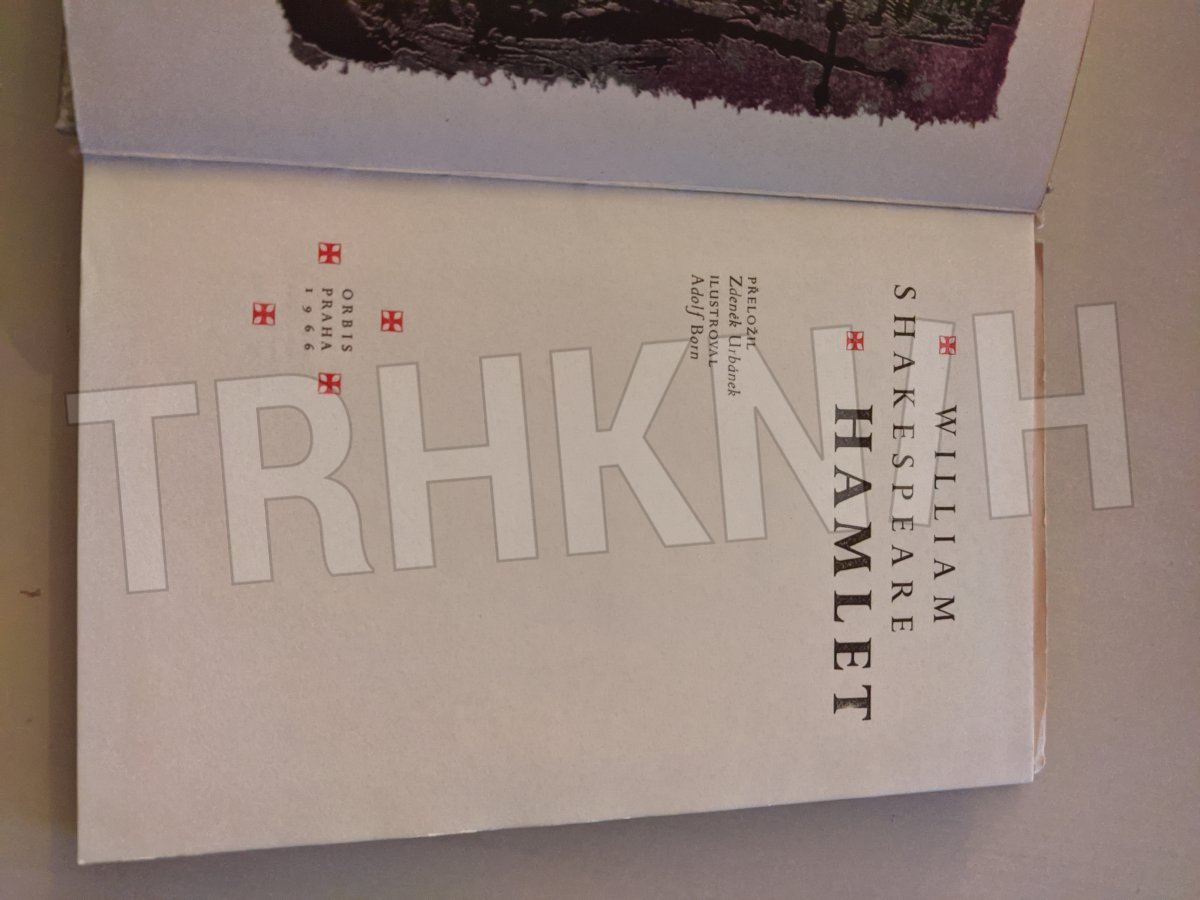 WILLIAM
SHAKESPEARE
HAMLET
PŘELOŽIL
Zdeněk Urbánek
ILUSTROVAL
Adolf Born
ORBIS
PRAHA
1966
TRHKNIH